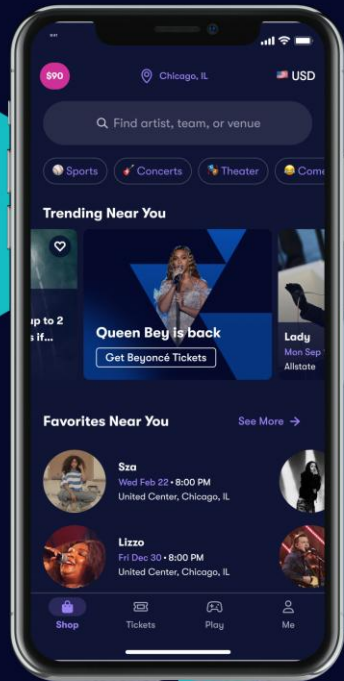 $90
Chicago, IL
USD
Find artist, team, or venue
Sports
Concerts
Theater
Come
Trending Near You
up to 2
s if...
Queen Bey is back
Get Beyoncé Tickets
Lady
Mon Sep
Allstate
Favorites Near You
See More →
Sza
Wed Feb 22 • 8:00 PM
United Center, Chicago, IL
Lizzo
Fri Dec 30 • 8:00 PM
United Center, Chicago, IL
Shop
Tickets
Play
Me